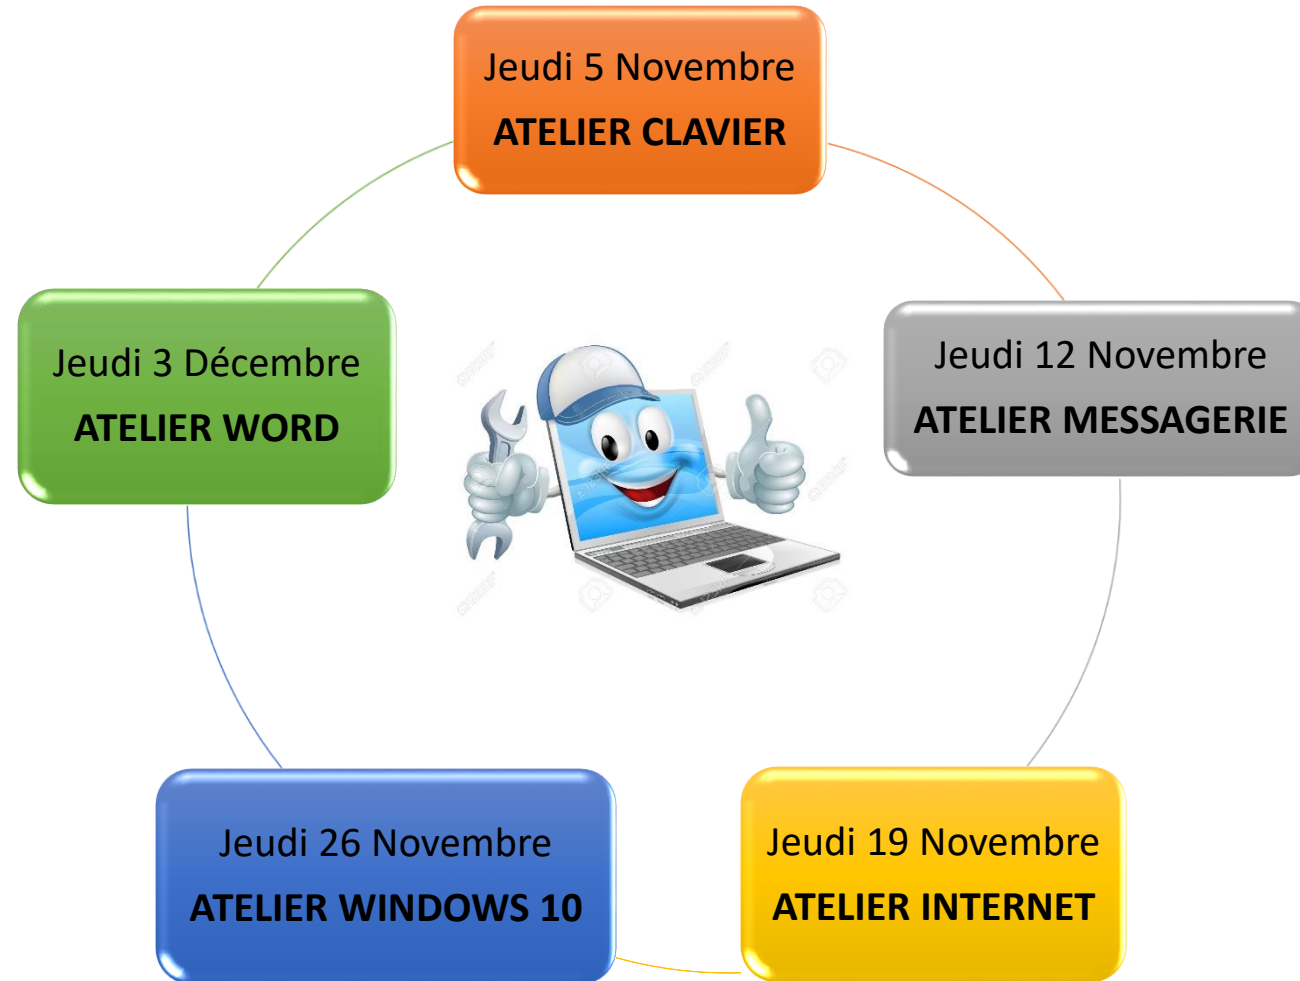 Jeudi 5 Novembre
ATELIER CLAVIER
Jeudi 12 Novembre
ATELIER MESSAGERIE
Jeudi 19 Novembre
ATELIER INTERNET
Jeudi 26 Novembre
ATELIER WINDOWS 10
Jeudi 3 Décembre
ATELIER WORD